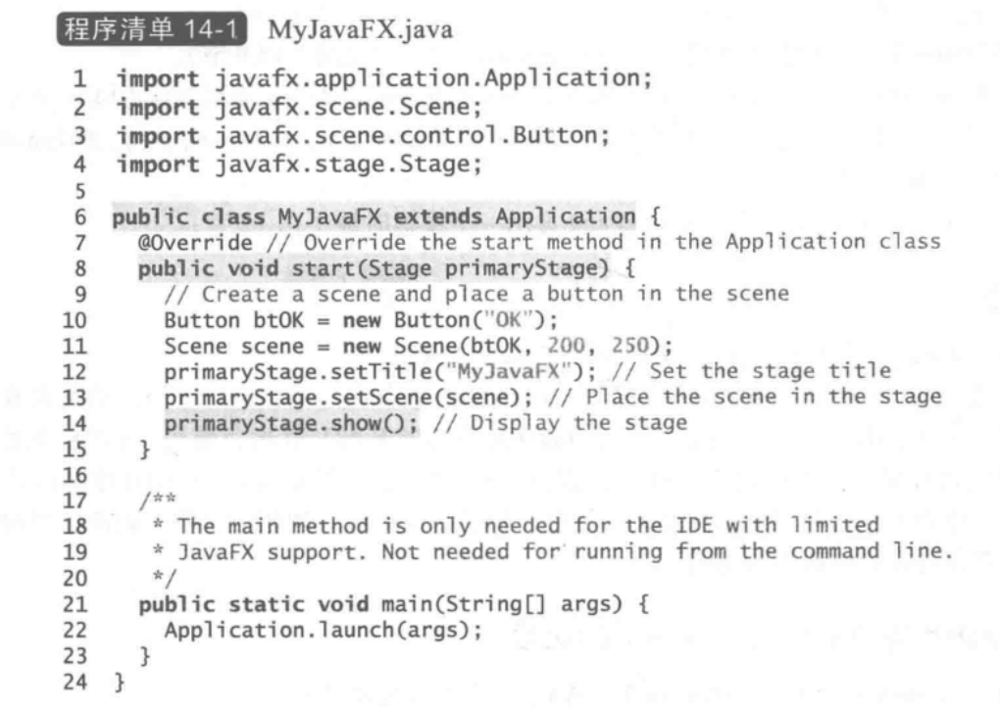 程序清单 14-1 MyJavaFX.java
1 import javafx.application.Application;
2 import javafx.scene.Scene;
3 import javafx.scene.control.Button;
4 import javafx.stage.Stage;
5
6 public class MyJavaFX extends Application {
7 @Override // Override the start method in the Application class
8 public void start(Stage primaryStage) {
9 // Create a scene and place a button in the scene
10 Button btOK = new Button("OK");
11 Scene scene = new Scene(btOK, 200, 250);
12 primaryStage.setTitle("MyJavaFX"); // Set the stage title
13 primaryStage.setScene(scene); // Place the scene in the stage
14 primaryStage.show(); // Display the stage
15 }
16
17 /**
18 * The main method is only needed for the IDE with limited
19 * JavaFX support. Not needed for running from the command line.
20 */
21 public static void main(String[] args) {
22 Application.launch(args);
23 }
24 }